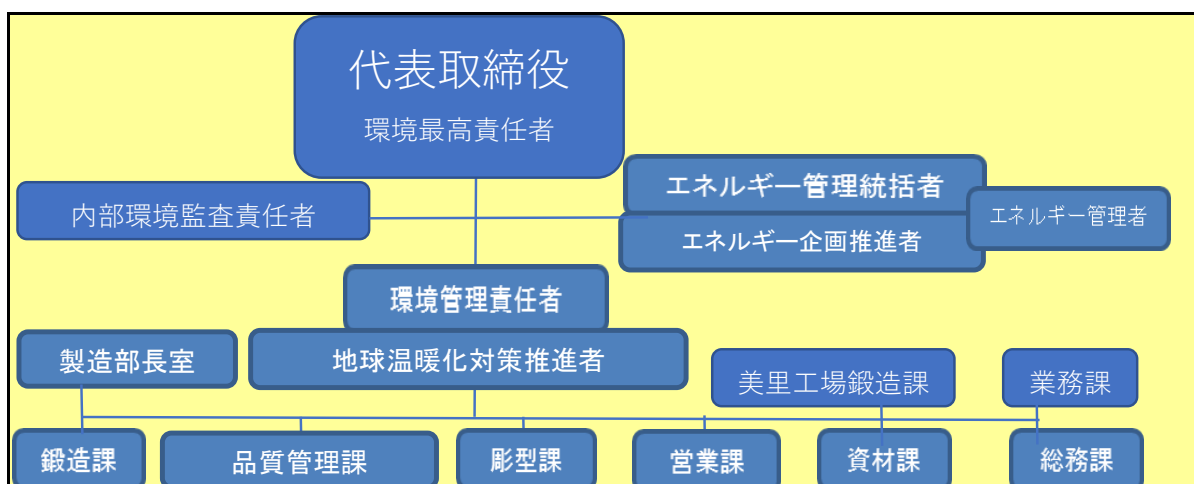 代表取締役
環境最高責任者
エネルギー管理統括者
内部環境監査責任者
エネルギー管理者
エネルギー企画推進者
環境管理責任者
製造部長室
地球温暖化対策推進者
美里工場鍛造課
業務課
鍛造課
品質管理課
彫型課
営業課
資材課
総務課